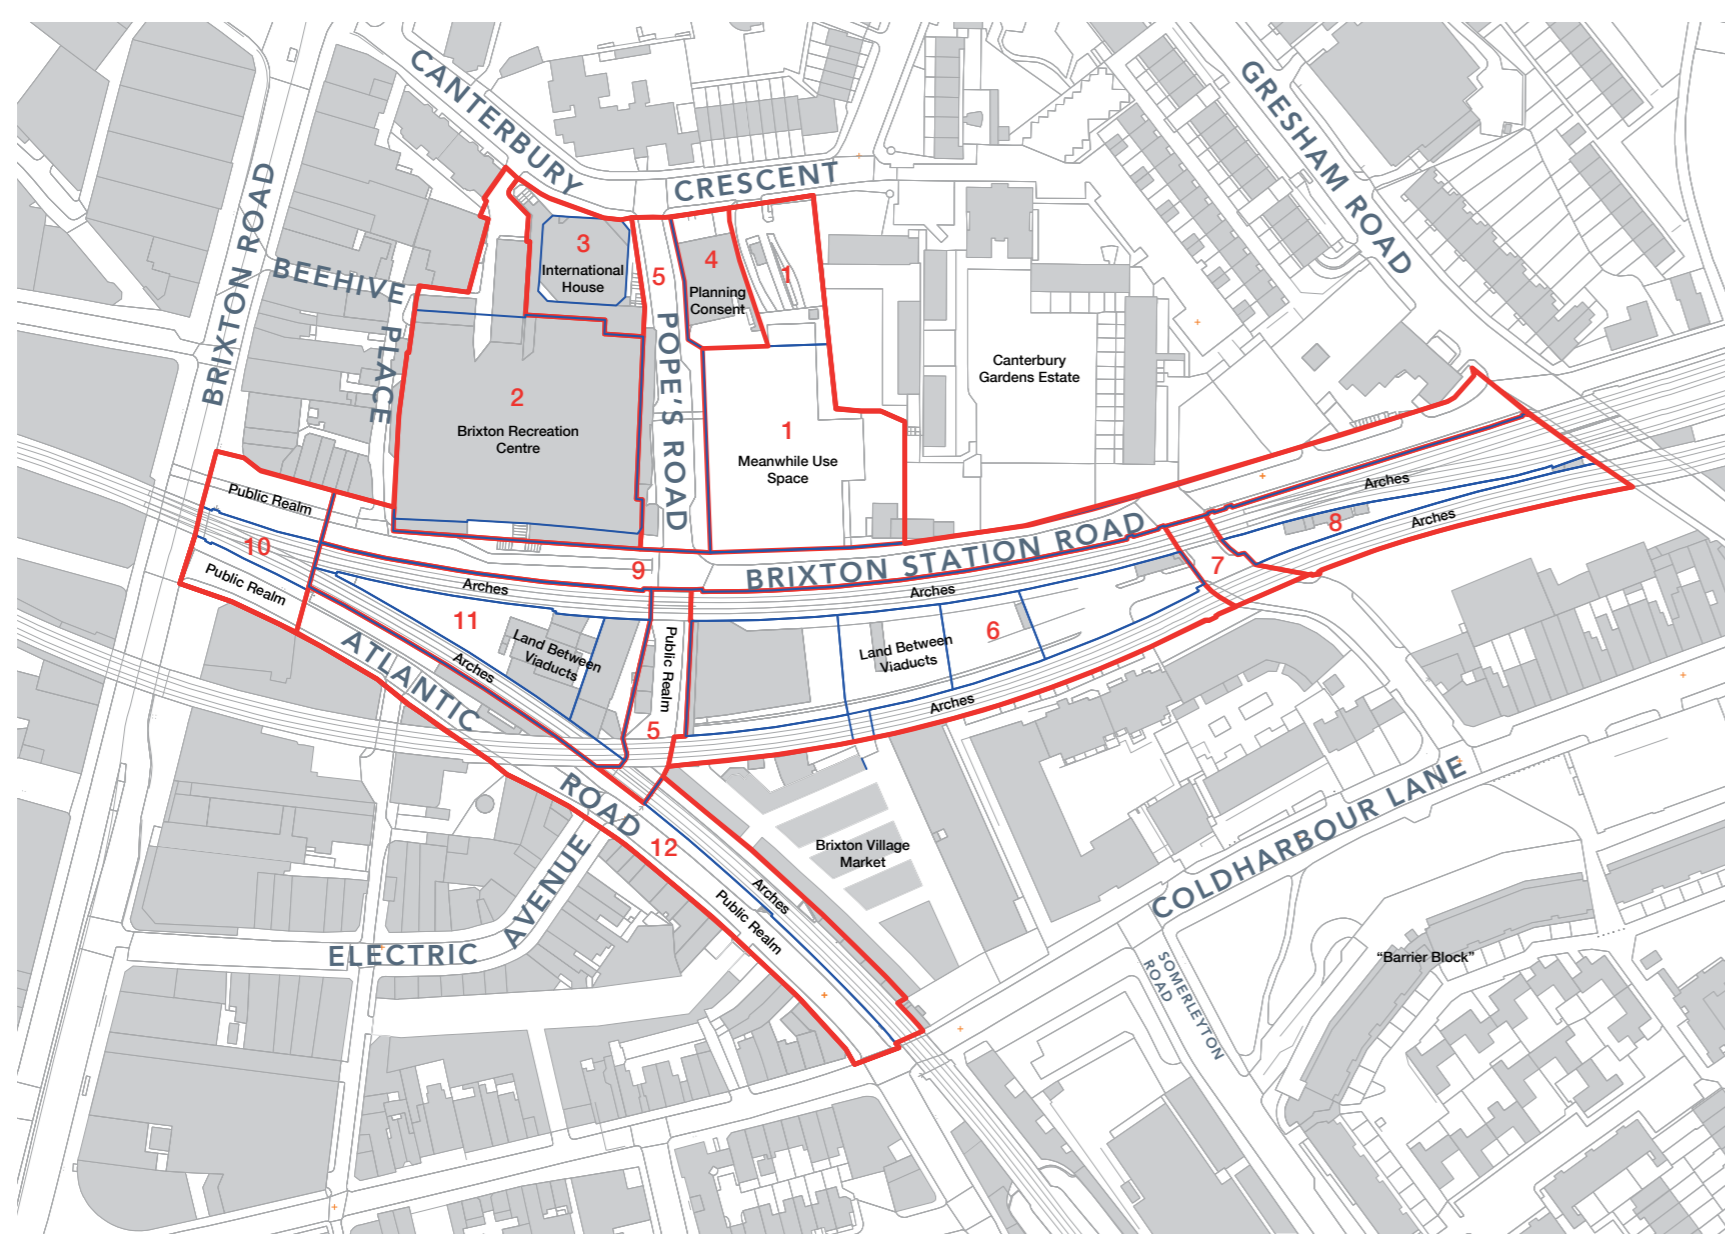 CANTERBURY
CRESCENT
GRESHAM ROAD
BRIXTON ROAD
BEEHIVE
PLACE
3
International
House
5
4
Planning
Consent
1
POPE'S ROAD
2
Brixton Recreation
Centre
1
Meanwhile Use
Space
Canterbury
Gardens Estate
Public Realm
10
Public Realm
9
BRIXTON STATION ROAD
Arches
8
Arches
7
Arches
Arches
11
Land Between
Viaducts
Arches
Public Realm
5
Land Between
Viaducts
6
Arches
ATLANTIC
ROAD
12
Arches
Public Realm
Brixton Village
Market
ELECTRIC
AVENUE
COLDHARBOUR LANE
SOMERLEYTON
ROAD
“Barrier Block”